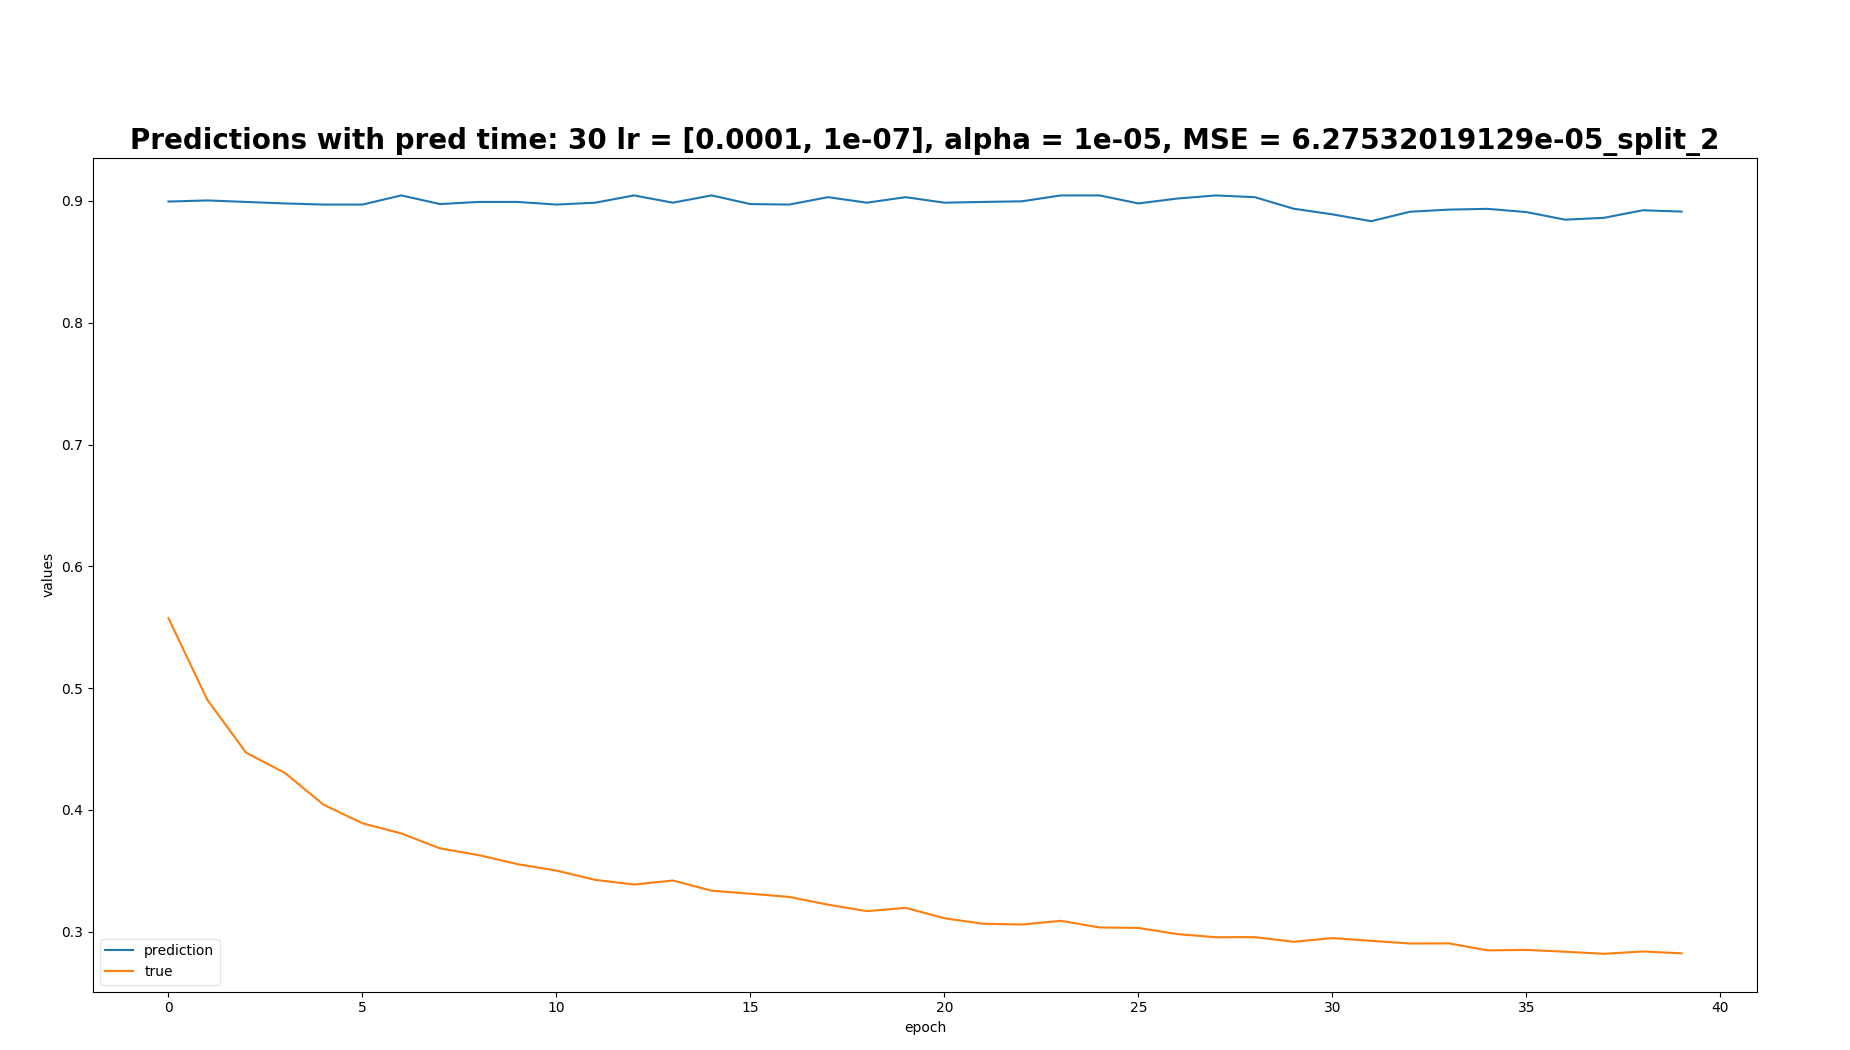 Predictions with pred time: 30 lr = [0.0001, 1e-07], alpha = 1e-05, MSE = 6.27532019129e-05_split_2
0.9
0.8
0.7
0.6
0.5
0.4
0.3
values
prediction
true
0 5 10 15 20 25 30 35 40
epoch